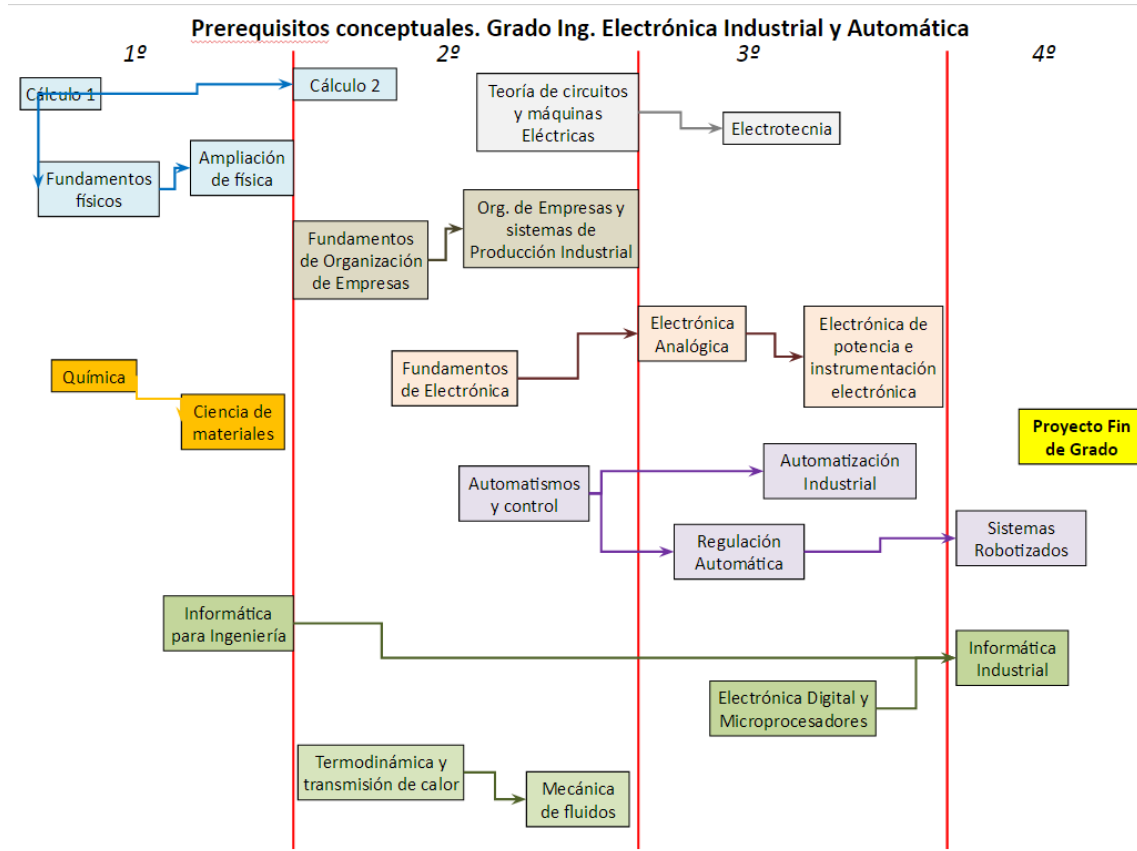 Prerequisitos conceptuales. Grado Ing. Electrónica Industrial y Automática
1º
2º
3º
4º
Cálculo 1
Cálculo 2
Teoría de circuitos
y máquinas
Eléctricas
Electrotecnia
Fundamentos
físicos
Ampliación
de física
Fundamentos
de Organización
de Empresas
Org. de Empresas y
sistemas de
Producción Industrial
Electrónica
Analógica
Electrónica de
potencia e
instrumentación
electrónica
Química
Fundamentos
de Electrónica
Ciencia de
materiales
Proyecto Fin
de Grado
Automatismos
y control
Automatización
Industrial
Regulación
Automática
Sistemas
Robotizados
Informática
para Ingeniería
Informática
Industrial
Electrónica Digital y
Microprocesadores
Termodinámica y
transmisión de calor
Mecánica
de fluidos